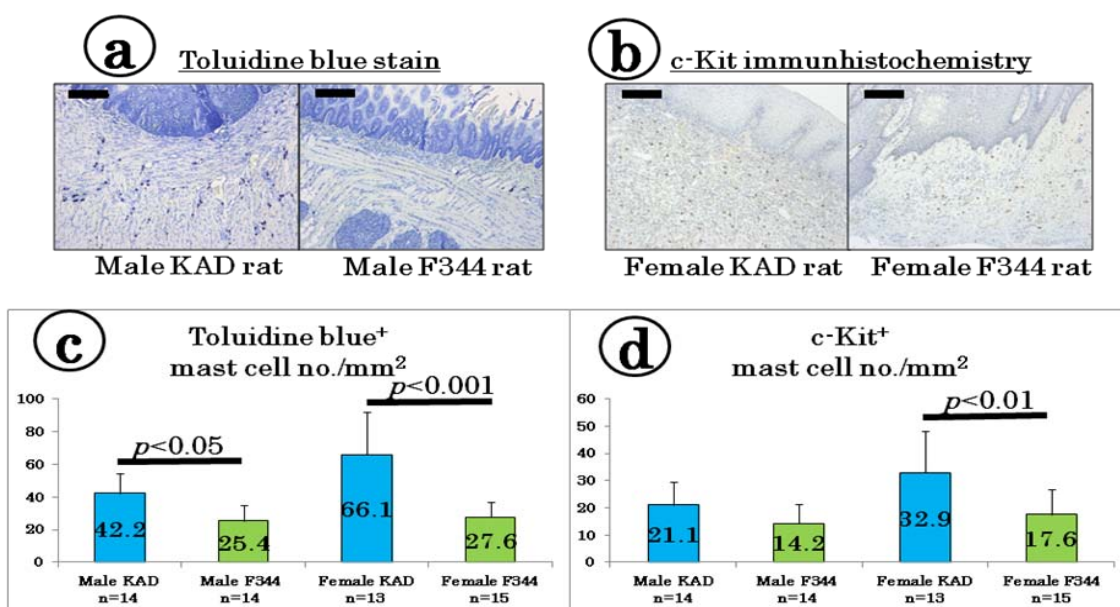 a
Toluidine blue stain
Male KAD rat
Male F344 rat
b
c-Kit immunhistochemistry
Female KAD rat
Female F344 rat
c
Toluidine blue⁺
mast cell no./mm²
p<0.001
p<0.05
100
80
60
40
20
0
42.2
25.4
66.1
27.6
Male KAD
n=14
Male F344
n=14
Female KAD
n=13
Female F344
n=15
d
c-Kit⁺
mast cell no./mm²
p<0.01
60
50
40
30
20
10
0
21.1
14.2
32.9
17.6
Male KAD
n=14
Male F344
n=14
Female KAD
n=13
Female F344
n=15